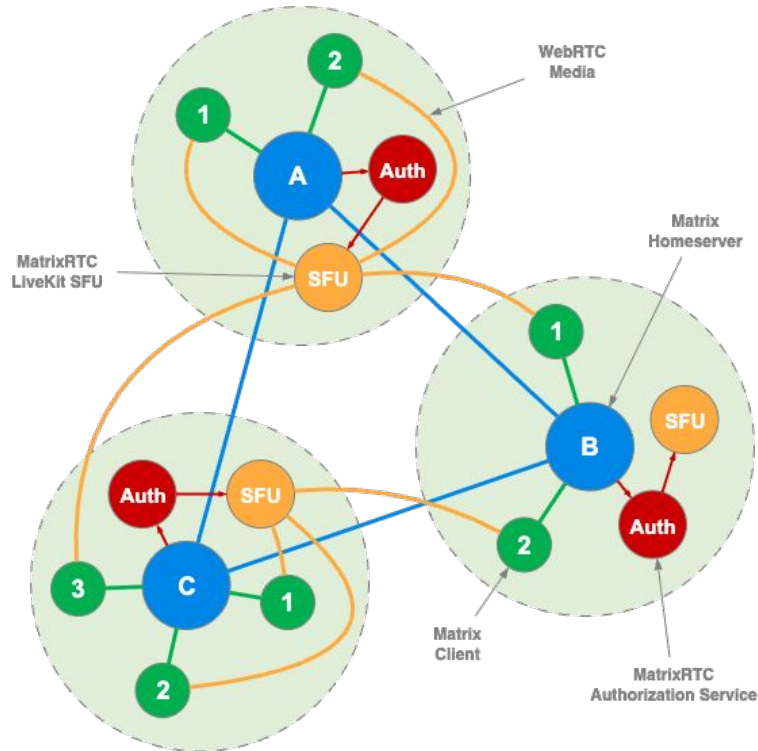 2
WebRTC
Media
1
A
Auth
Matrix
Homeserver
MatrixRTC
LiveKit SFU
SFU
1
SFU
B
Auth
SFU
Auth
2
C
3
1
Matrix
Client
2
MatrixRTC
Authorization Service